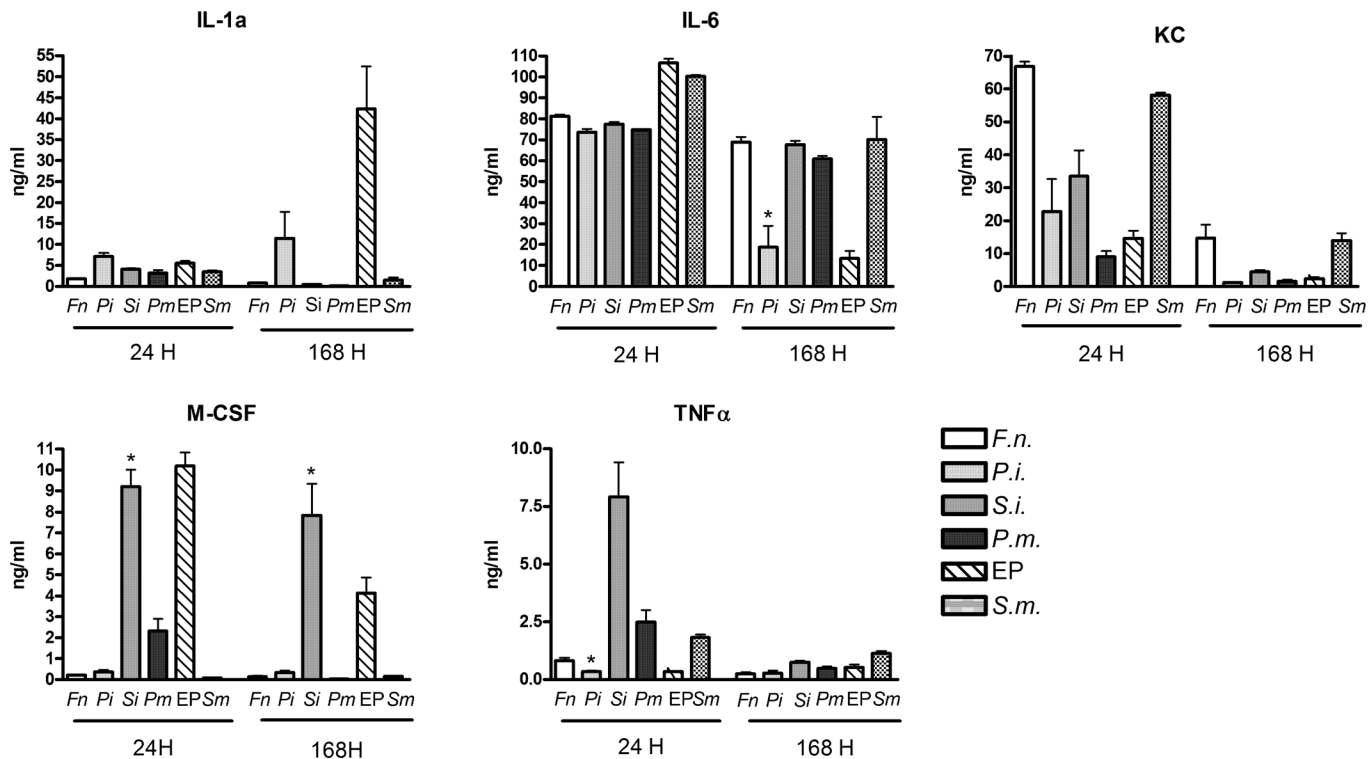 IL-1a
55
50
45
40
35
30
25
20
15
10
5
0
ng/ml
Fn Pi Si Pm EP Sm Fn Pi Si Pm EP Sm
24 H 168 H
IL-6
110
100
90
80
70
60
50
40
30
20
10
0
ng/ml
*
Fn Pi Si Pm EP Sm Fn Pi Si Pm EP Sm
24 H 168 H
KC
70
60
50
40
30
20
10
0
ng/ml
Fn Pi Si Pm EP Sm Fn Pi Si Pm EP Sm
24 H 168 H
M-CSF
11
10
9
8
7
6
5
4
3
2
1
0
ng/ml
* *
Fn Pi Si Pm EP Sm Fn Pi Si Pm EP Sm
24H 168H
TNFα
10.0
7.5
5.0
2.5
0.0
ng/ml
*
Fn Pi Si Pm EP Sm Fn Pi Si Pm EP Sm
24 H 168 H
F.n.
P.i.
S.i.
P.m.
EP
S.m.